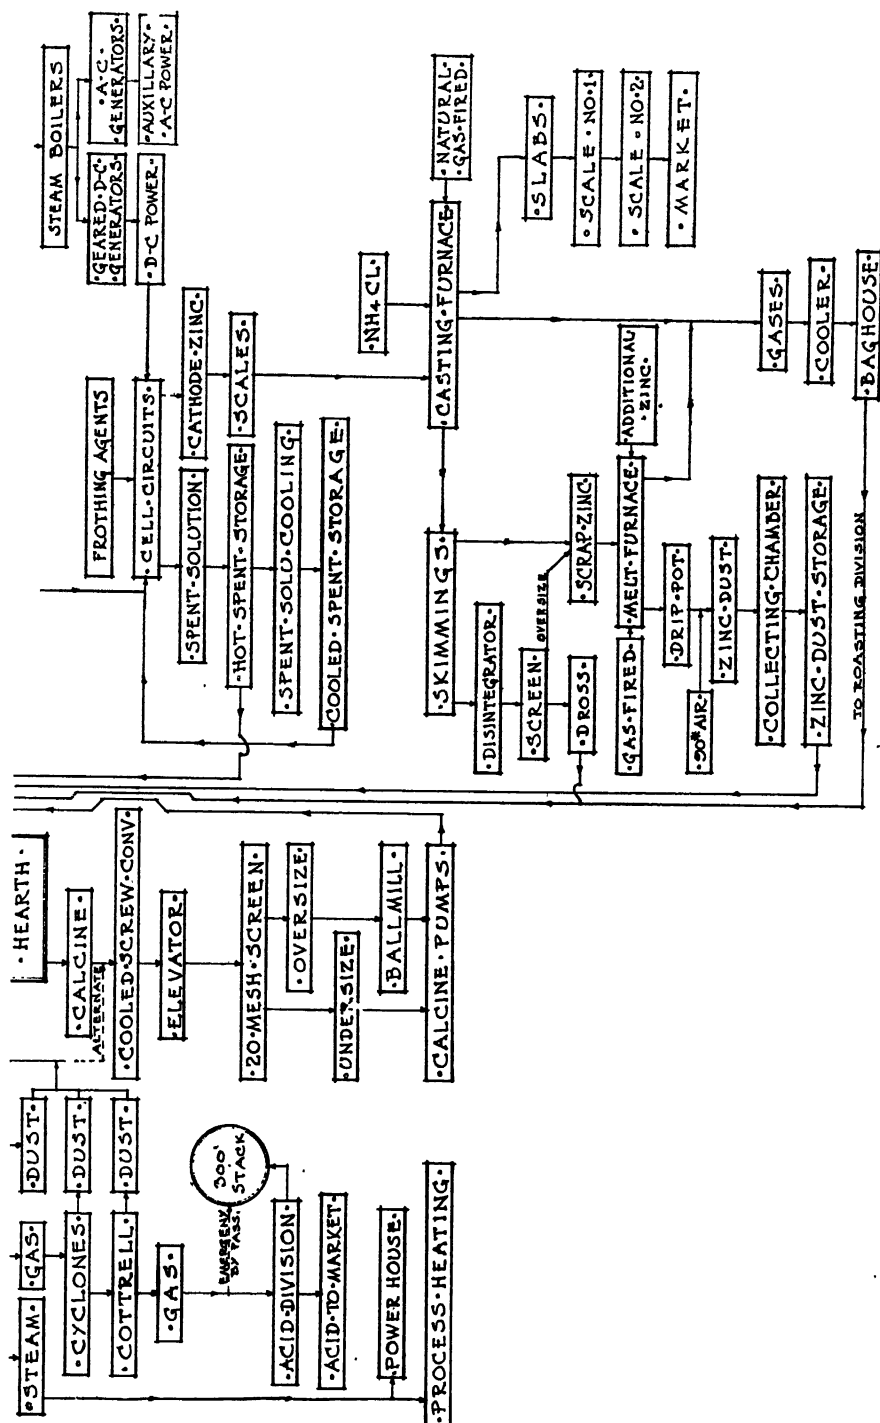 ·STEAM·
·GAS·
·DUST·
·CYCLONES·
·DUST·
·COTTRELL·
·DUST·
·GAS·
EMERGENY
BY PASS.
300'
STACK
·ACID·DIVISION·
·ACID·TO·MARKET·
·POWER HOUSE·
·PROCESS·HEATING·
·HEARTH·
·CALCINE·
ALTERNATE
·COOLED·SCREW·CONV·
·ELEVATOR·
·20·MESH·SCREEN·
·OVERSIZE·
·UNDERSIZE·
·BALLMILL·
·CALCINE·PUMPS·
STEAM BOILERS
·GEARED·D-C·
GENERATORS·
·A-C·
GENERATORS·
·D-C POWER·
·AUXILLARY·
·A-C POWER·
FROTHING AGENTS
·CELL·CIRCUITS·
·SPENT·SOLUTION·
·CATHODE·ZINC·
·HOT·SPENT·STORAGE·
·SCALES·
·SPENT·SOLU·COOLING·
·COOLED SPENT STORAGE·
·NH4CL·
·CASTING·FURNACE·
·NATURAL·
GAS·FIRED·
·SKIMMINGS·
·DISINTEGRATOR·
·SCREEN·
OVERSIZE
·SCRAP·ZINC·
·DROSS·
·SLABS·
·SCALE·NO·1·
·SCALE·NO·2·
·MARKET·
·GAS·FIRED·
·MELT·FURNACE·
·ADDITIONAL
·ZINC·
·DRIP·POT·
·90#AIR·
·ZINC·DUST·
·COLLECTING·CHAMBER·
·ZINC·DUST·STORAGE·
·GASES·
·COOLER·
·BAGHOUSE·
TO ROASTING DIVISION